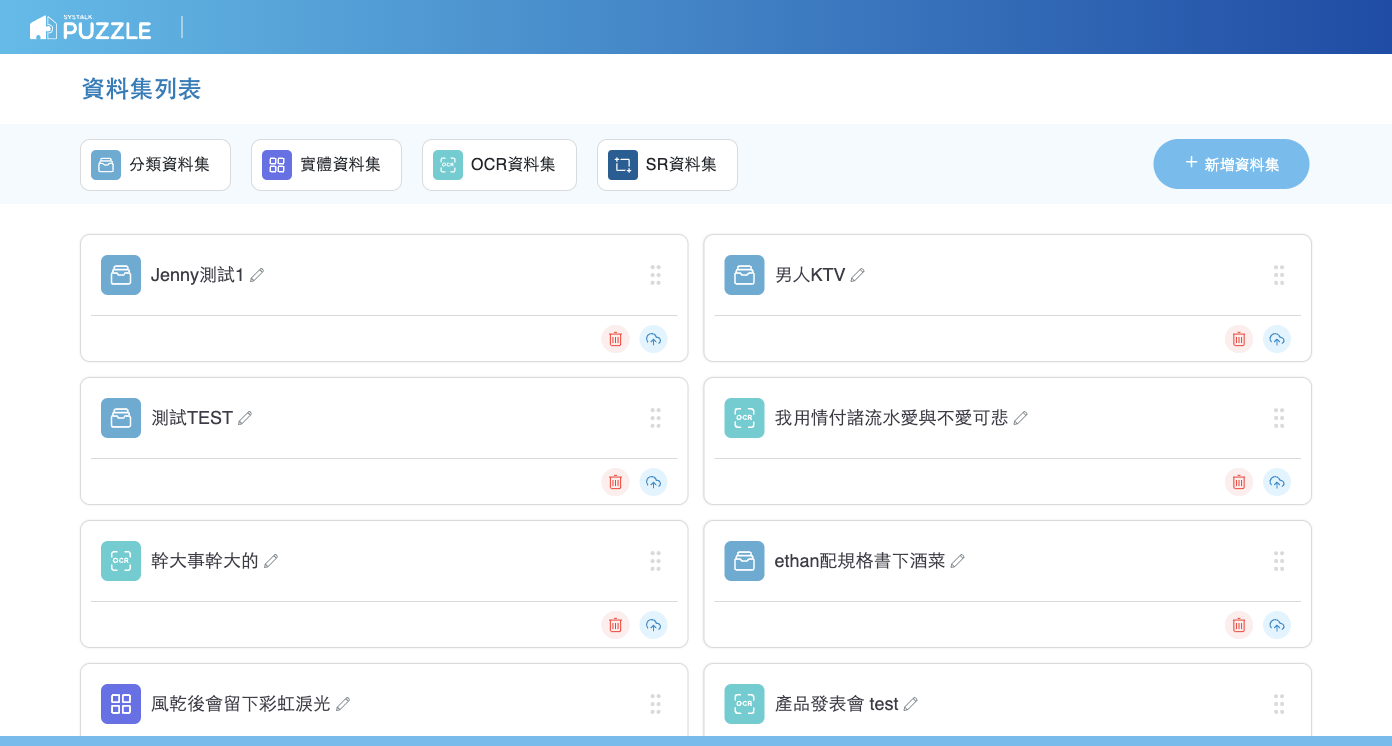 SYSTALK
PUZZLE
資料集列表
分類資料集
實體資料集
OCR資料集
SR資料集
+ 新增資料集
Jenny測試1
男人KTV
測試TEST
OCR
我用情付諸流水愛與不愛可悲
OCR
幹大事幹大的
ethan配規格書下酒菜
風乾後會留下彩虹淚光
OCR
產品發表會 test